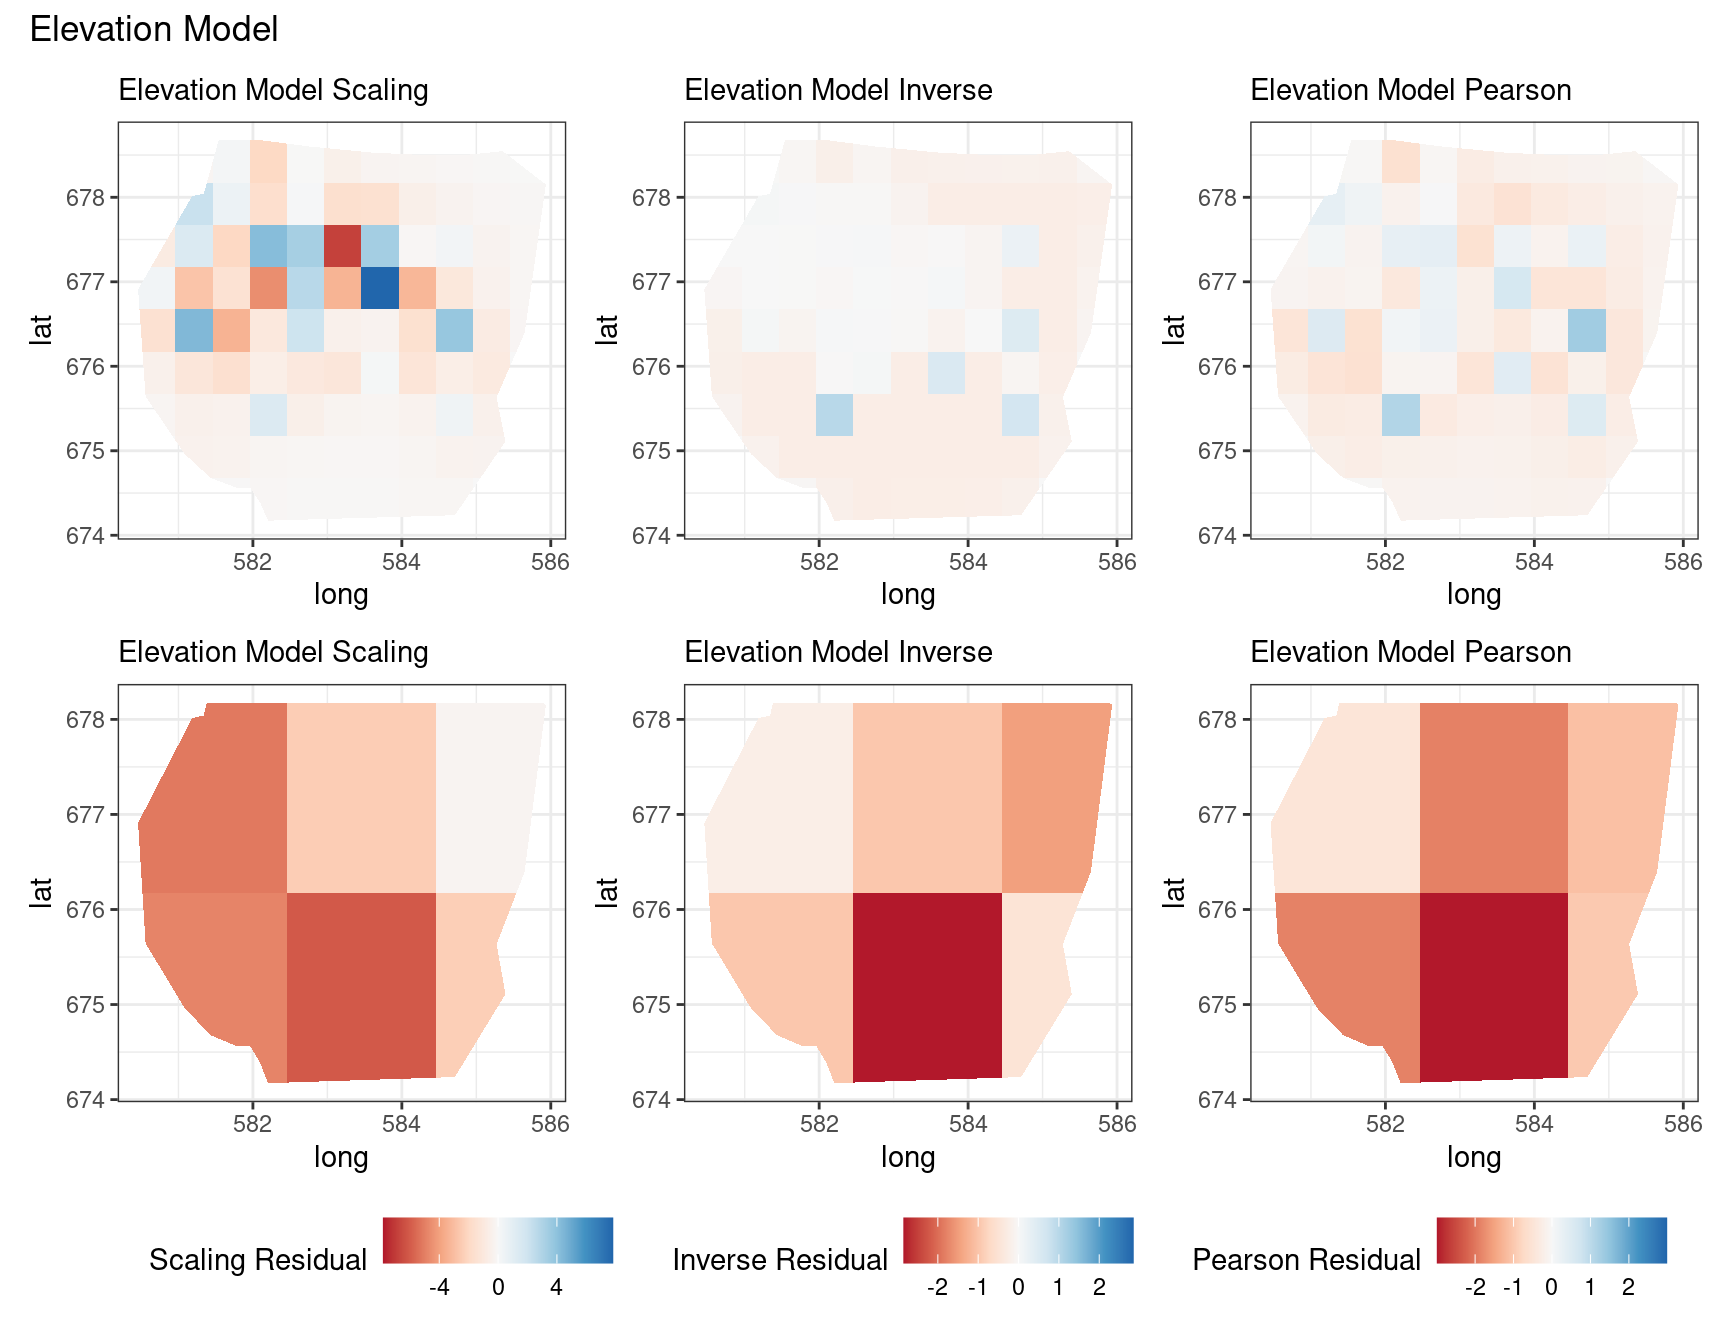 Elevation Model
Elevation Model Scaling
Elevation Model Inverse
Elevation Model Pearson
678
677
676
675
674
lat
582
584
586
long
678
677
676
675
674
lat
582
584
586
long
678
677
676
675
674
lat
582
584
586
long
Elevation Model Scaling
Elevation Model Inverse
Elevation Model Pearson
678
677
676
675
674
lat
582
584
586
long
678
677
676
675
674
lat
582
584
586
long
678
677
676
675
674
lat
582
584
586
long
Scaling Residual
-4
0
4
Inverse Residual
-2
-1
0
1
2
Pearson Residual
-2
-1
0
1
2